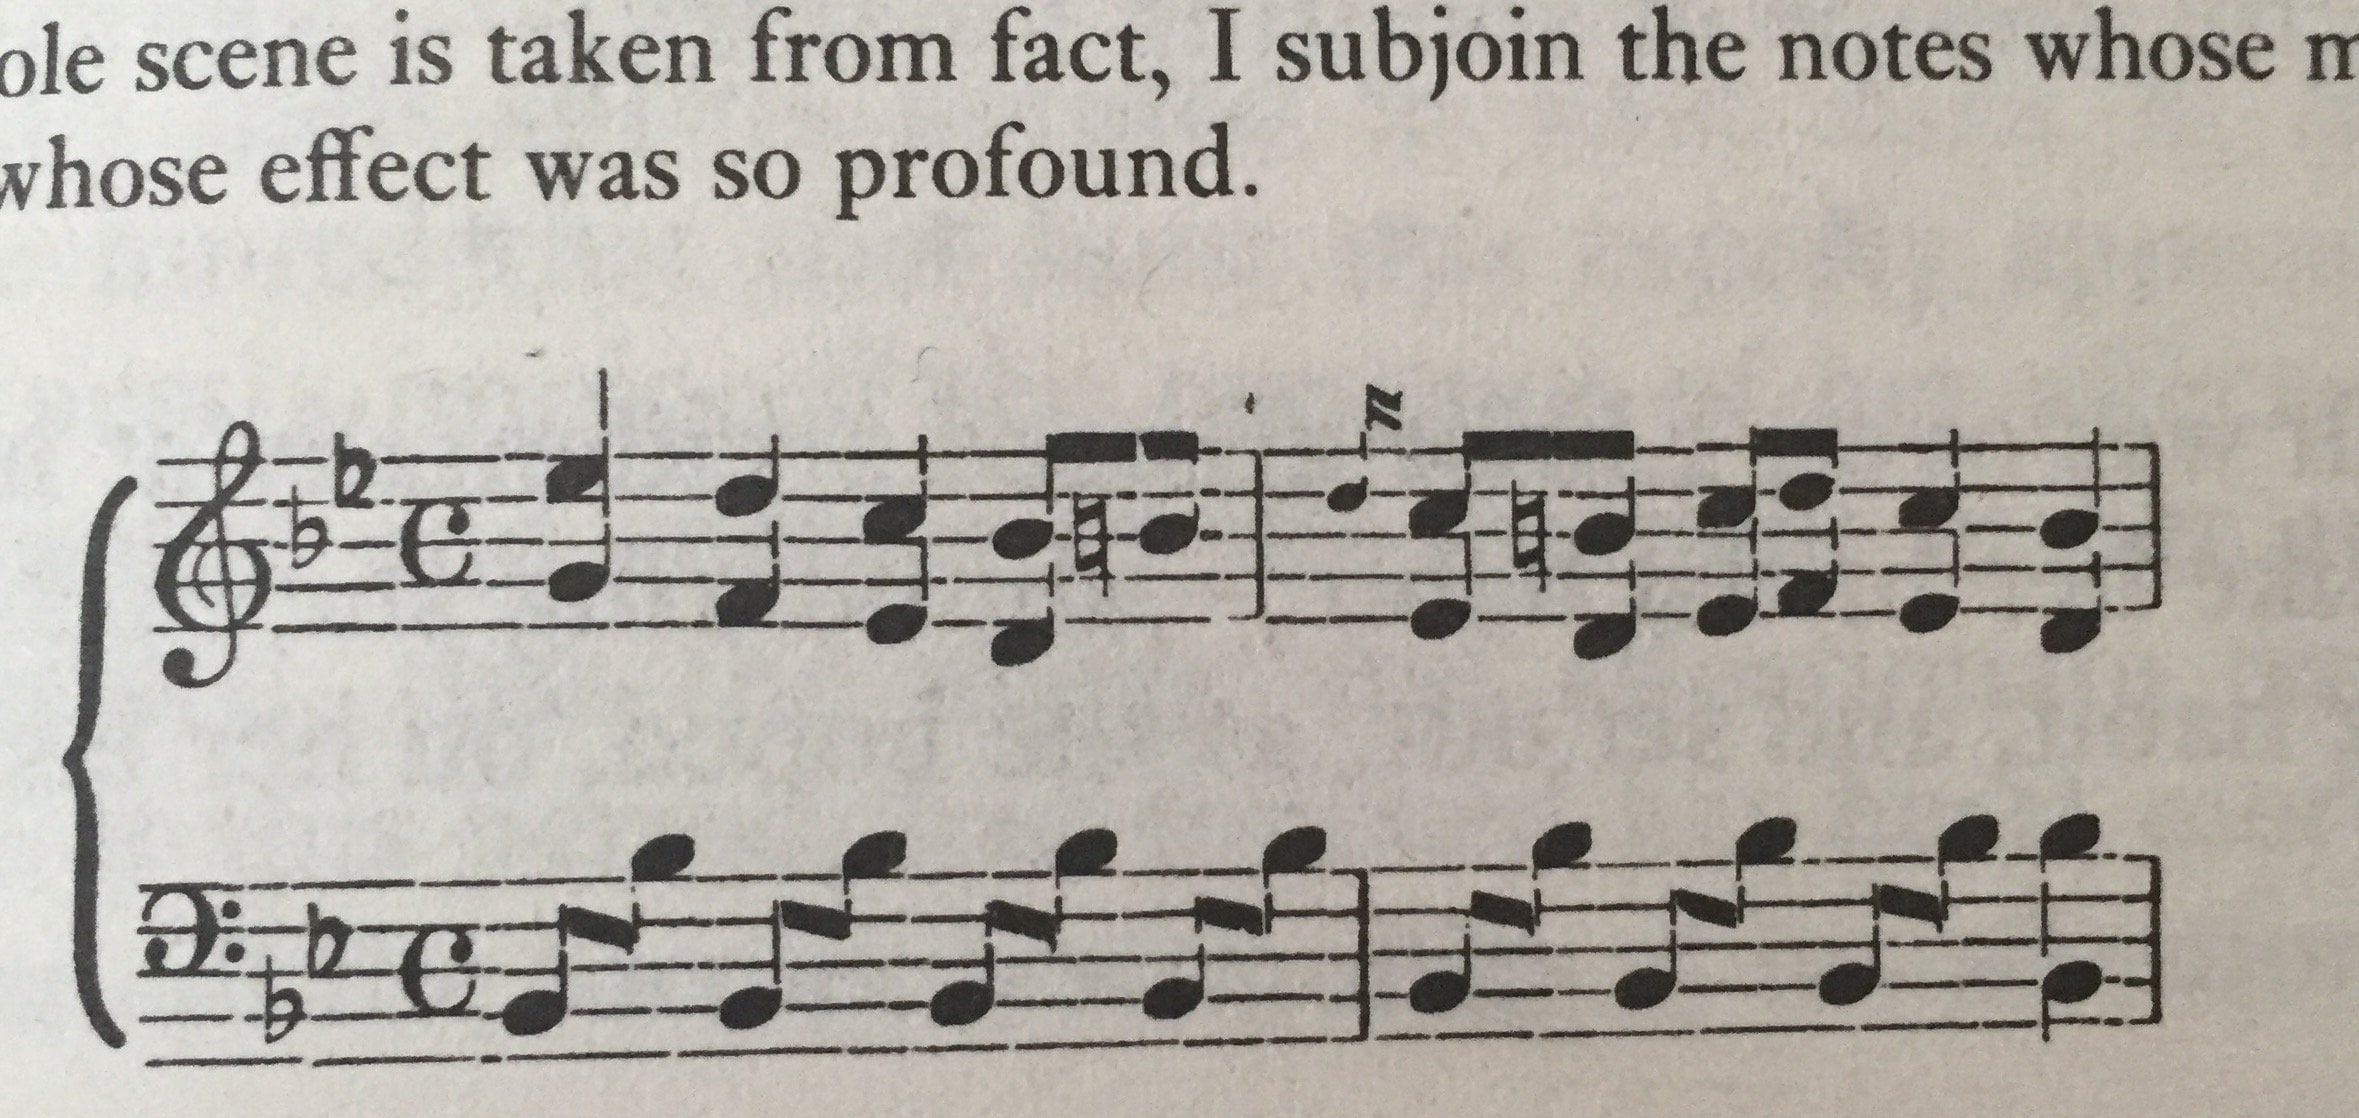 ole scene is taken from fact, I subjoin the notes whose m
whose effect was so profound.